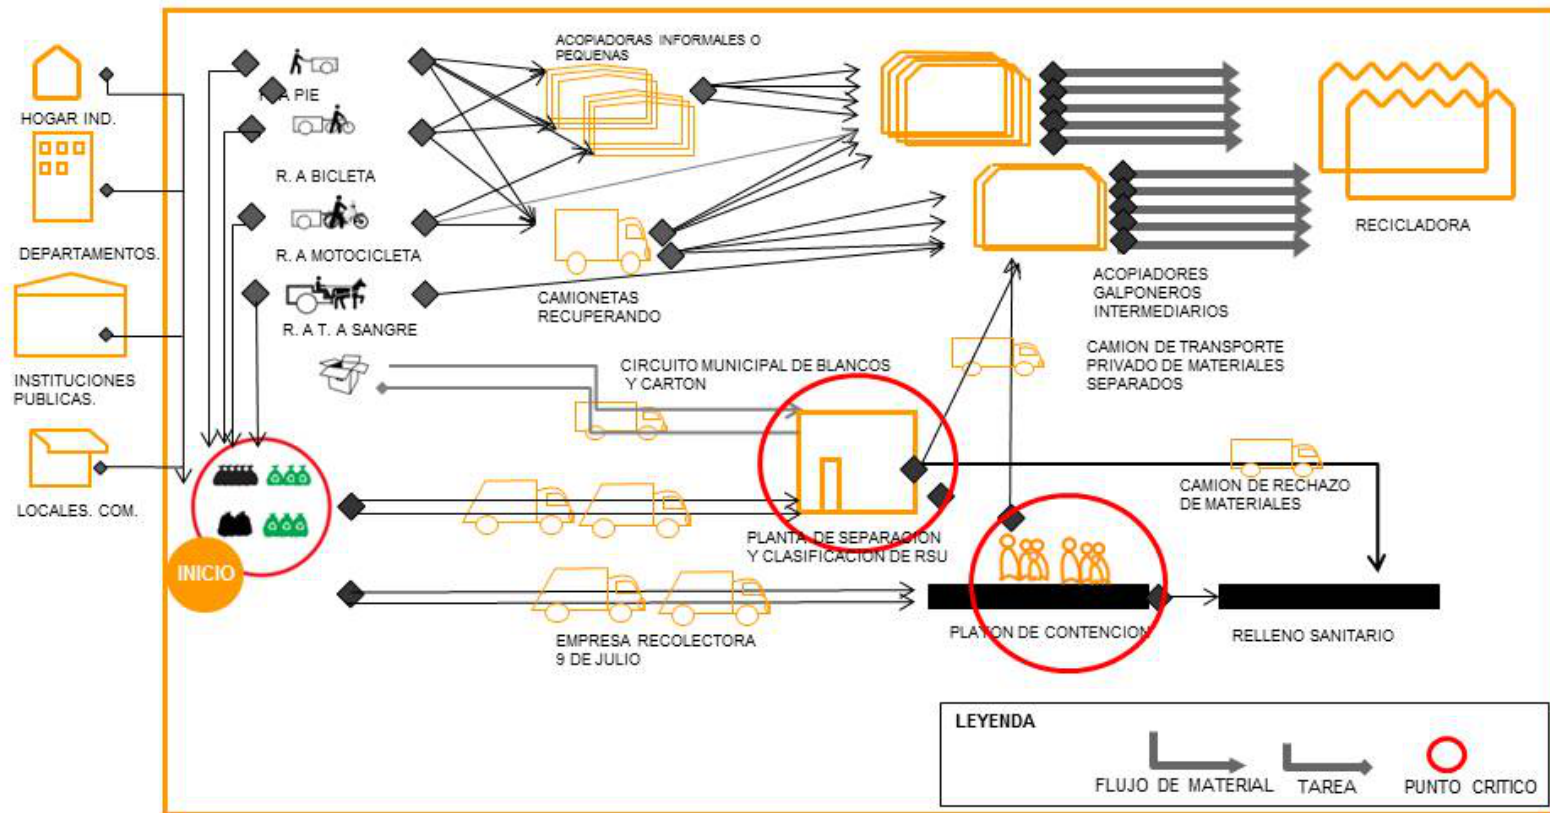 ACOPIADORAS INFORMALES O
PEQUENAS
HOGAR IND.
A PIE
R. A BICLETA
DEPARTAMENTOS.
R. A MOTOCICLETA
RECICLADORA
CAMIONETAS
RECUPERANDO
ACOPIADORES
GALPONEROS
INTERMEDIARIOS
R. A T. A SANGRE
INSTITUCIONES
PUBLICAS.
CIRCUITO MUNICIPAL DE BLANCOS
Y CARTON
CAMION DE TRANSPORTE
PRIVADO DE MATERIALES
SEPARADOS
LOCALES. COM.
CAMION DE RECHAZO
DE MATERIALES
PLANTA DE SEPARACION
Y CLASIFICACION DE RSU
INICIO
EMPRESA RECOLECTORA
9 DE JULIO
PLATON DE CONTENCION
RELLENO SANITARIO
LEYENDA
FLUJO DE MATERIAL
TAREA
PUNTO CRITICO